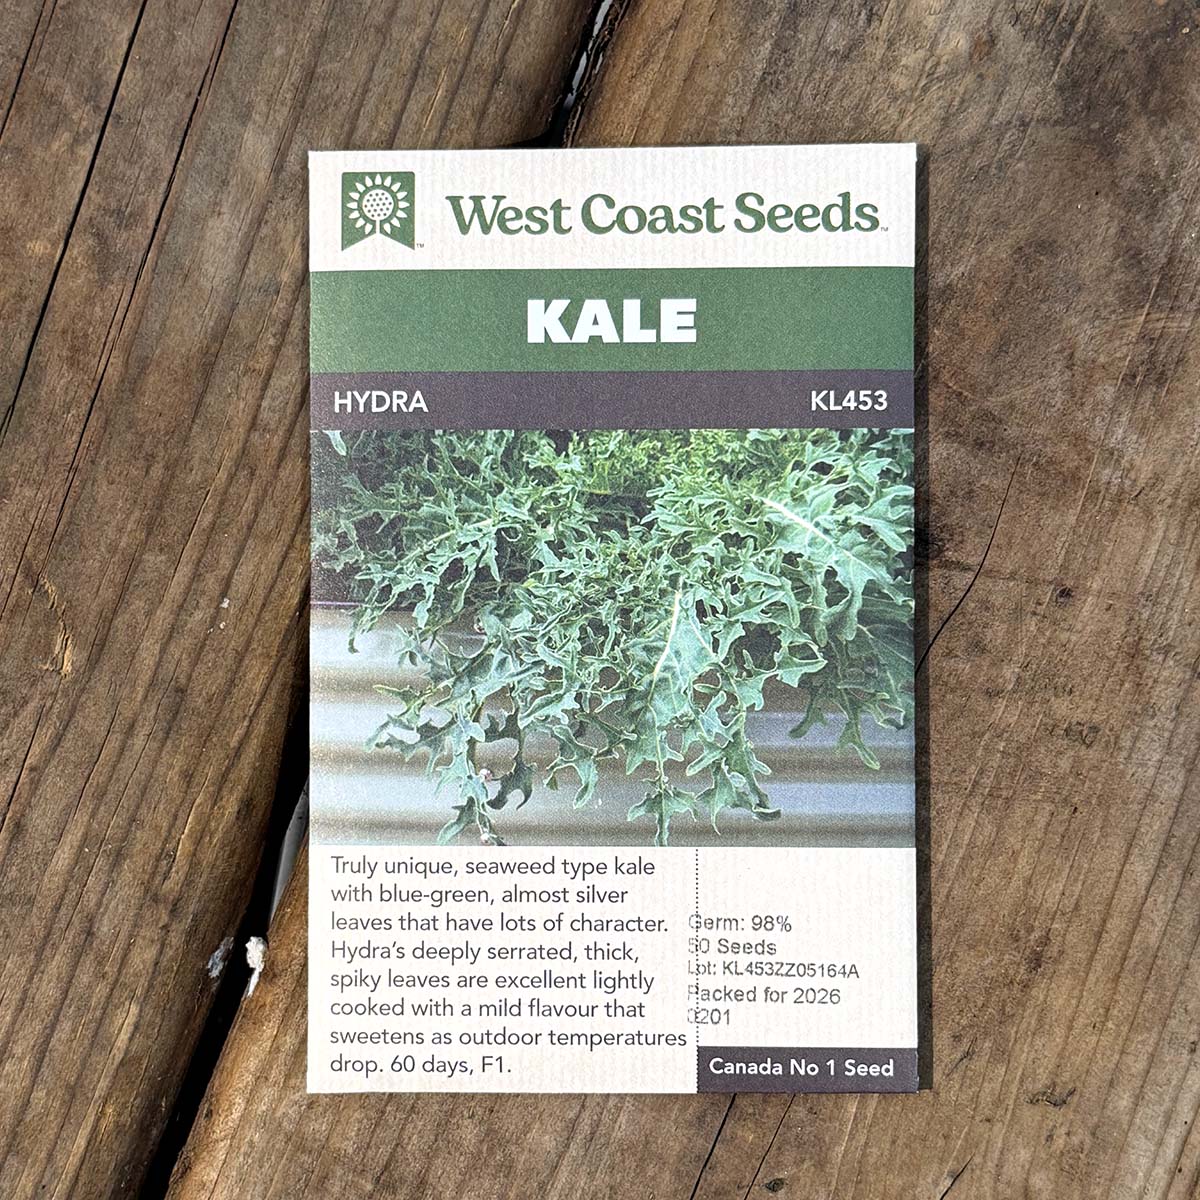 West Coast Seeds™
KALE
HYDRA KL453
Truly unique, seaweed type kale
with blue-green, almost silver
leaves that have lots of character.
Hydra's deeply serrated, thick,
spiky leaves are excellent lightly
cooked with a mild flavour that
sweetens as outdoor temperatures
drop. 60 days, F1.
Germ: 98%
50 Seeds
Lot: KL453ZZ05164A
Packed for 2026
0201
Canada No 1 Seed